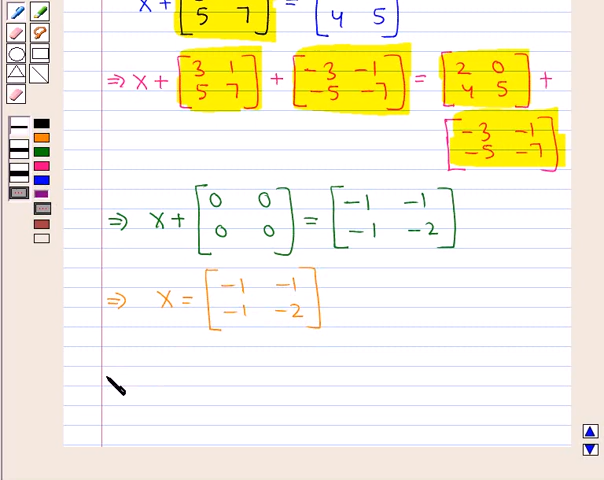 X + [ 5 7 ] = [ 4 5 ]
⇒ X + [ 3 1 ] + [ -3 -1 ] = [ 2 0 ] +
[ 5 7 ] [ -5 -7 ] [ 4 5 ]
[ -3 -1 ]
[ -5 -7 ]
⇒ X + [ 0 0 ] = [ -1 -1 ]
[ 0 0 ] [ -1 -2 ]
⇒ X = [ -1 -1 ]
[ -1 -2 ]